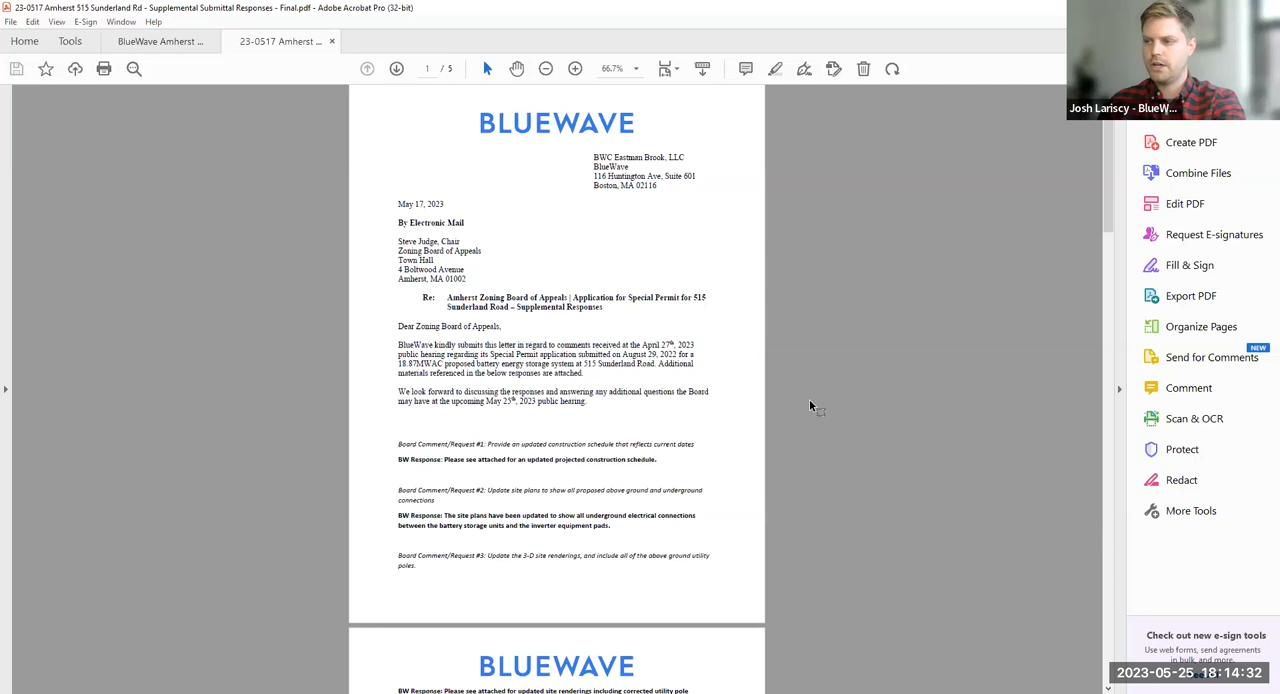 23-0517 Amherst 515 Sunderland Rd - Supplemental Submittal Responses - Final.pdf - Adobe Acrobat Pro (32-bit)
File Edit View E-Sign Window Help
Home Tools BlueWave Amherst ... 23-0517 Amherst ... ×
1 / 5 66.7%
Josh Lariscy - BlueW...
BLUEWAVE
BWC Eastman Brook, LLC
BlueWave
116 Huntington Ave, Suite 601
Boston, MA 02116
May 17, 2023
By Electronic Mail
Steve Judge, Chair
Zoning Board of Appeals
Town Hall
4 Boltwood Avenue
Amherst, MA 01002
Re: Amherst Zoning Board of Appeals | Application for Special Permit for 515
Sunderland Road – Supplemental Responses
Dear Zoning Board of Appeals,
BlueWave kindly submits this letter in regard to comments received at the April 27th, 2023
public hearing regarding its Special Permit application submitted on August 29, 2022 for a
18.87MWAC proposed battery energy storage system at 515 Sunderland Road. Additional
materials referenced in the below responses are attached.
We look forward to discussing the responses and answering any additional questions the Board
may have at the upcoming May 25th, 2023 public hearing.
Board Comment/Request #1: Provide an updated construction schedule that reflects current dates
BW Response: Please see attached for an updated projected construction schedule.
Board Comment/Request #2: Update site plans to show all proposed above ground and underground
connections
BW Response: The site plans have been updated to show all underground electrical connections
between the battery storage units and the inverter equipment pads.
Board Comment/Request #3: Update the 3-D site renderings, and include all of the above ground utility
poles.
BLUEWAVE
BW Response: Please see attached for updated site renderings including corrected utility pole
Create PDF
Combine Files
Edit PDF
Request E-signatures
Fill & Sign
Export PDF
Organize Pages
NEW
Send for Comments
Comment
Scan & OCR
Protect
Redact
More Tools
Check out new e-sign tools
Use web forms, send agreements
in bulk, and more.
2023-05-25 18:14:32